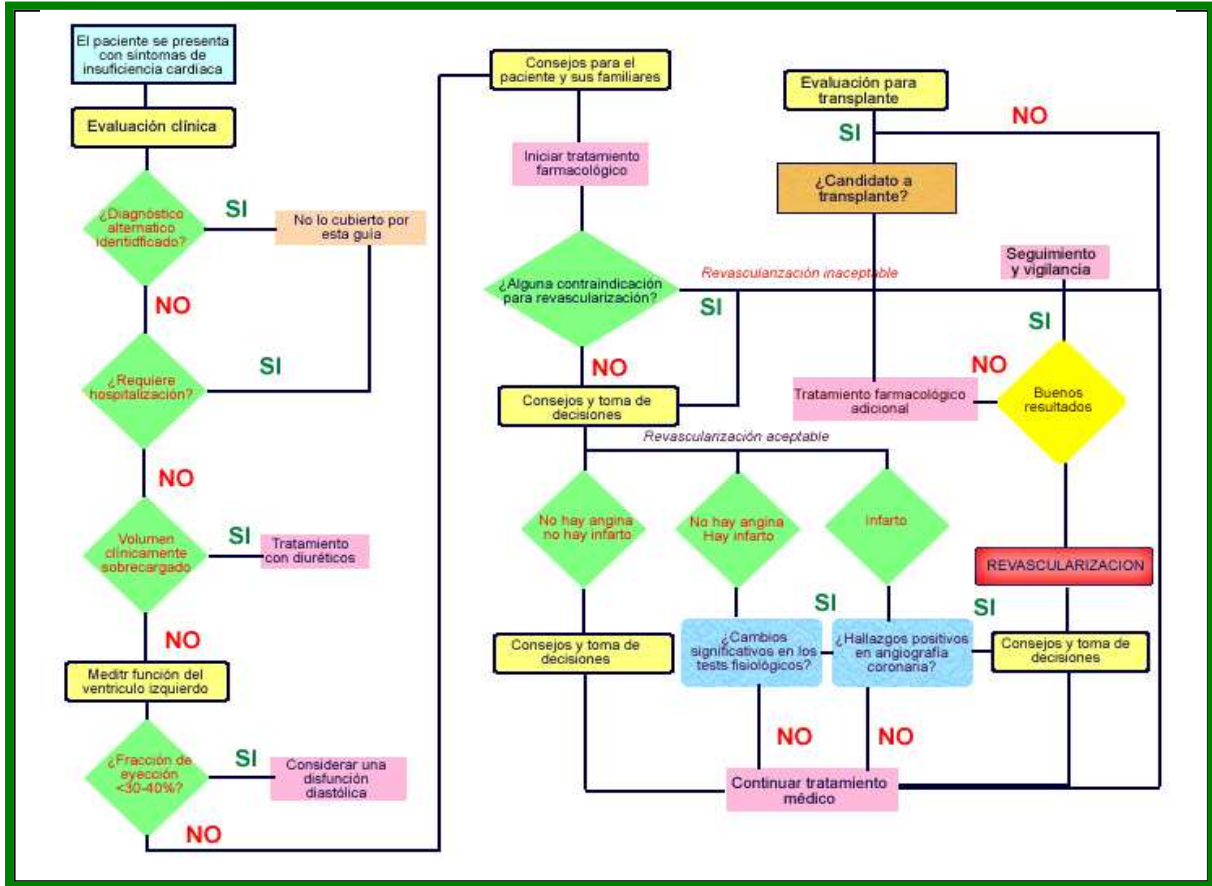 El paciente se presenta
con síntomas de
insuficiencia cardiaca
Evaluación clínica
¿Diagnóstico
alternatico
identidficado?
SI
No lo cubierto por
esta guía
NO
¿Requiere
hospitalización?
SI
NO
Volumen
clínicamente
sobrecargado
SI
Tratamiento
con diuréticos
NO
Meditr función del
ventriculo izquierdo
¿Fracción de
eyección
<30-40%?
SI
Considerar una
disfunción
diastólica
NO
Consejos para el
paciente y sus familiares
Iniciar tratamiento
farmacológico
¿Alguna contraindicación
para revascularización?
Revascularzación inaceptable
SI
NO
Consejos y toma de
decisiones
Revascularización aceptable
No hay angina
no hay infarto
No hay angina
Hay infarto
Infarto
Consejos y toma de
decisiones
¿Cambios
significativos en los
tests fisiológicos?
SI
¿Hallazgos positivos
en angiografía
coronaria?
SI
Consejos y toma de
decisiones
NO
NO
Continuar tratamiento
médico
Evaluación para
transplante
SI
NO
¿Candidato a
transplante?
Seguimiento
y vigilancia
SI
NO
Tratamiento farmacológico
adicional
Buenos
resultados
REVASCULARIZACION